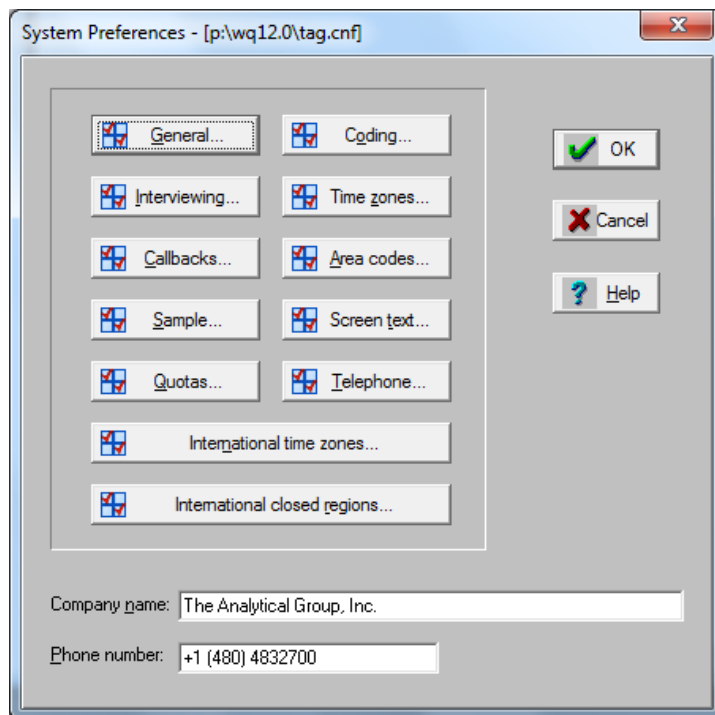 System Preferences - [p:\wq12.0\tag.cnf]
General... Coding...
OK
Interviewing... Time zones...
Cancel
Callbacks... Area codes...
Help
Sample... Screen text...
Quotas... Telephone...
International time zones...
International closed regions...
Company name: The Analytical Group, Inc.
Phone number: +1 (480) 4832700